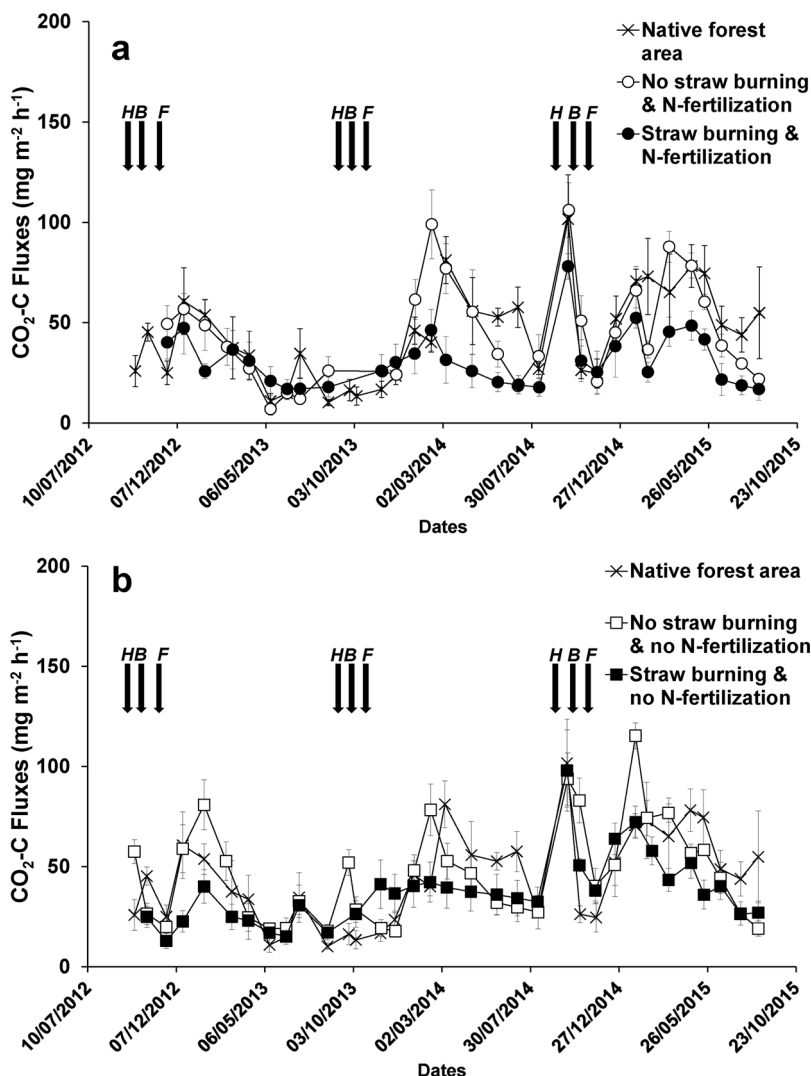 200
150
100
50
0
CO₂-C Fluxes (mg m⁻² h⁻¹)
a
HB F
HB F
H B F
Native forest
area
No straw burning
& N-fertilization
Straw burning &
N-fertilization
10/07/2012
07/12/2012
06/05/2013
03/10/2013
02/03/2014
30/07/2014
27/12/2014
26/05/2015
23/10/2015
Dates
200
150
100
50
0
CO₂-C Fluxes (mg m⁻² h⁻¹)
b
HB F
HB F
H B F
Native forest area
No straw burning
& no N-fertilization
Straw burning &
no N-fertilization
10/07/2012
07/12/2012
06/05/2013
03/10/2013
02/03/2014
30/07/2014
27/12/2014
26/05/2015
23/10/2015
Dates